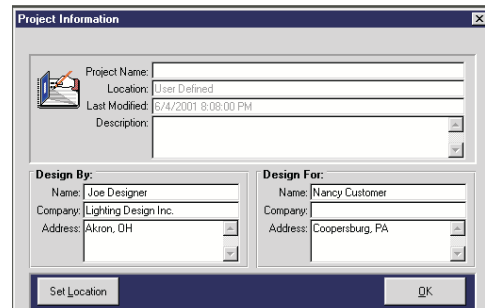 Project Information
Project Name:
Location: User Defined
Last Modified: 6/4/2001 8:08:00 PM
Description:
Design By:
Name: Joe Designer
Company: Lighting Design Inc.
Address: Akron, OH
Design For:
Name: Nancy Customer
Company:
Address: Coopersburg, PA
Set Location
OK